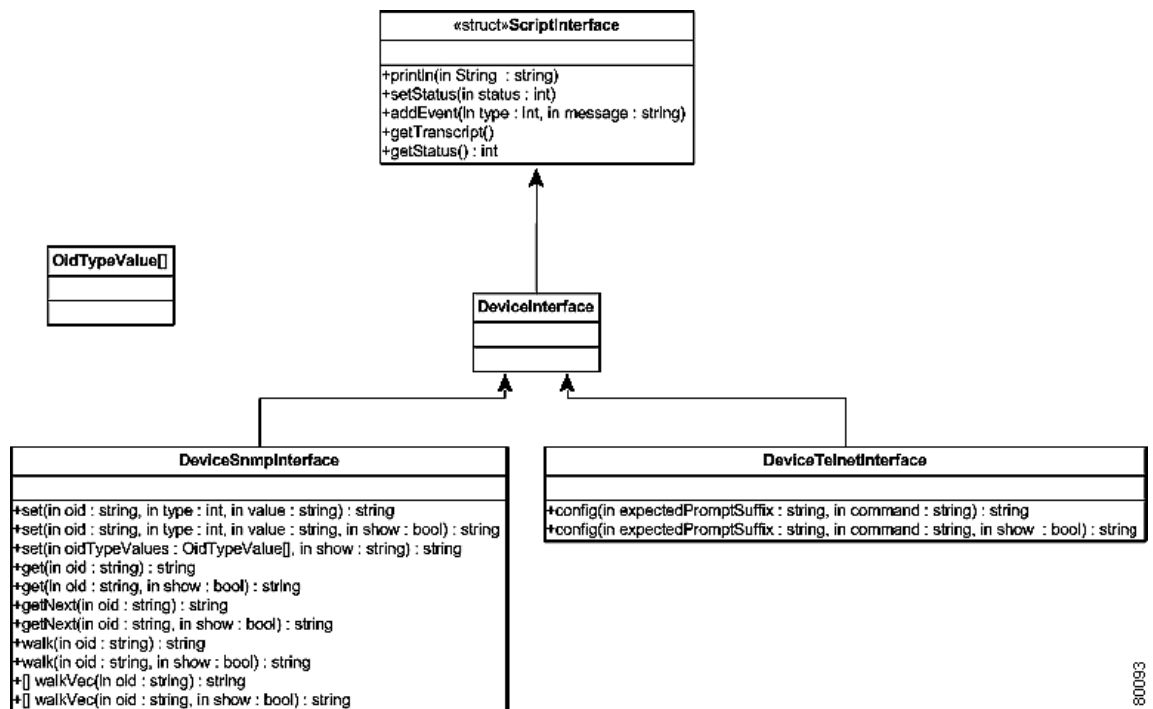 «struct»ScriptInterface
+println(in String : string)
+setStatus(in status : int)
+addEvent(in type : int, in message : string)
+getTranscript()
+getStatus() : int
OidTypeValue[]
DeviceInterface
DeviceSnmpInterface
+set(in oid : string, in type : int, in value : string) : string
+set(in oid : string, in type : int, in value : string, in show : bool) : string
+set(in oidTypeValues : OidTypeValue[], in show : string) : string
+get(in oid : string) : string
+get(in oid : string, in show : bool) : string
+getNext(in oid : string) : string
+getNext(in oid : string, in show : bool) : string
+walk(in oid : string) : string
+walk(in oid : string, in show : bool) : string
+[] walkVec(in oid : string) : string
+[] walkVec(in oid : string, in show : bool) : string
DeviceTelnetInterface
+config(in expectedPromptSuffix : string, in command : string) : string
+config(in expectedPromptSuffix : string, in command : string, in show : bool) : string
80093